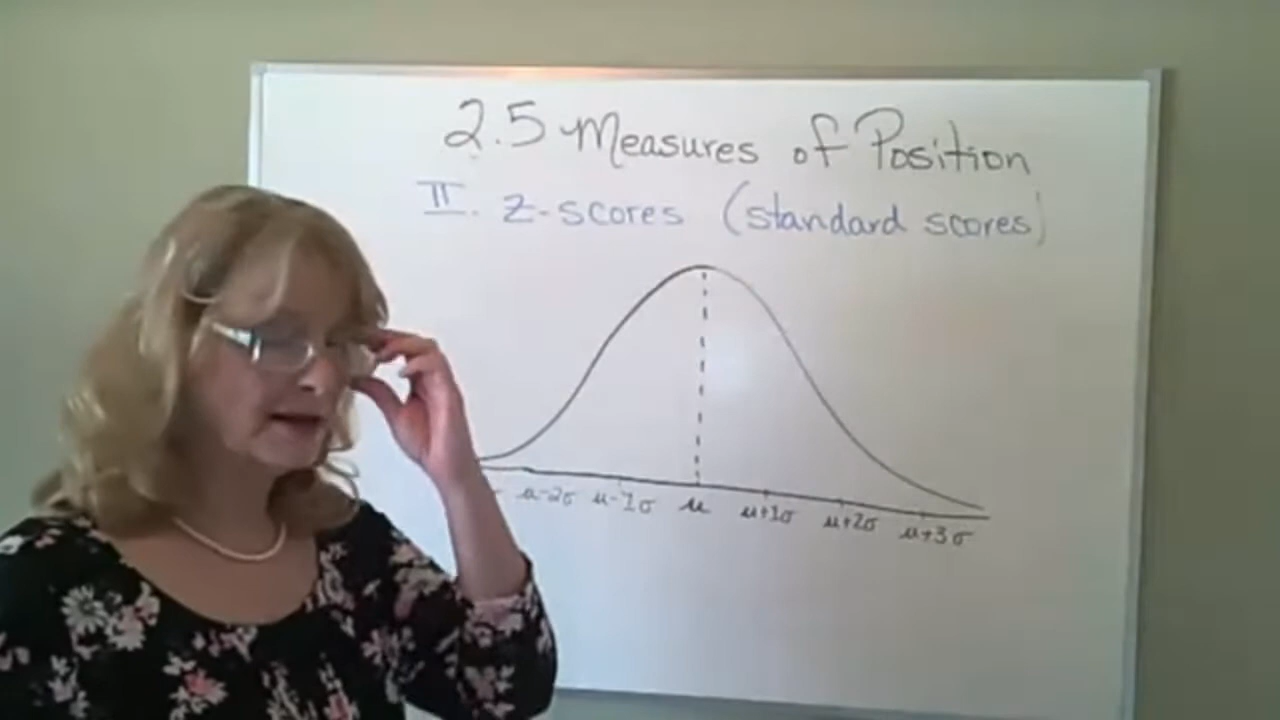 2.5 Measures of Position
II. z-scores (standard scores)
μ-2σ μ-1σ μ μ+1σ μ+2σ μ+3σ